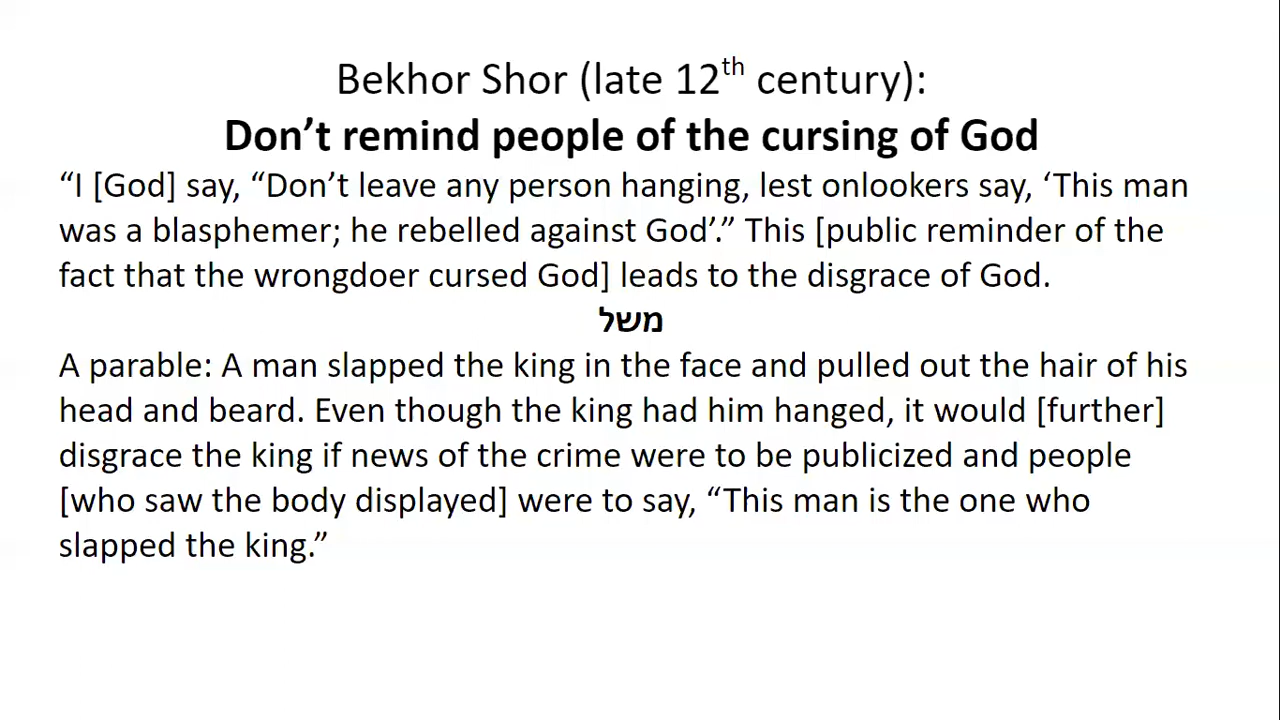 Bekhor Shor (late 12th century):
Don’t remind people of the cursing of God
“I [God] say, “Don’t leave any person hanging, lest onlookers say, ‘This man
was a blasphemer; he rebelled against God’.” This [public reminder of the
fact that the wrongdoer cursed God] leads to the disgrace of God.
משל
A parable: A man slapped the king in the face and pulled out the hair of his
head and beard. Even though the king had him hanged, it would [further]
disgrace the king if news of the crime were to be publicized and people
[who saw the body displayed] were to say, “This man is the one who
slapped the king.”